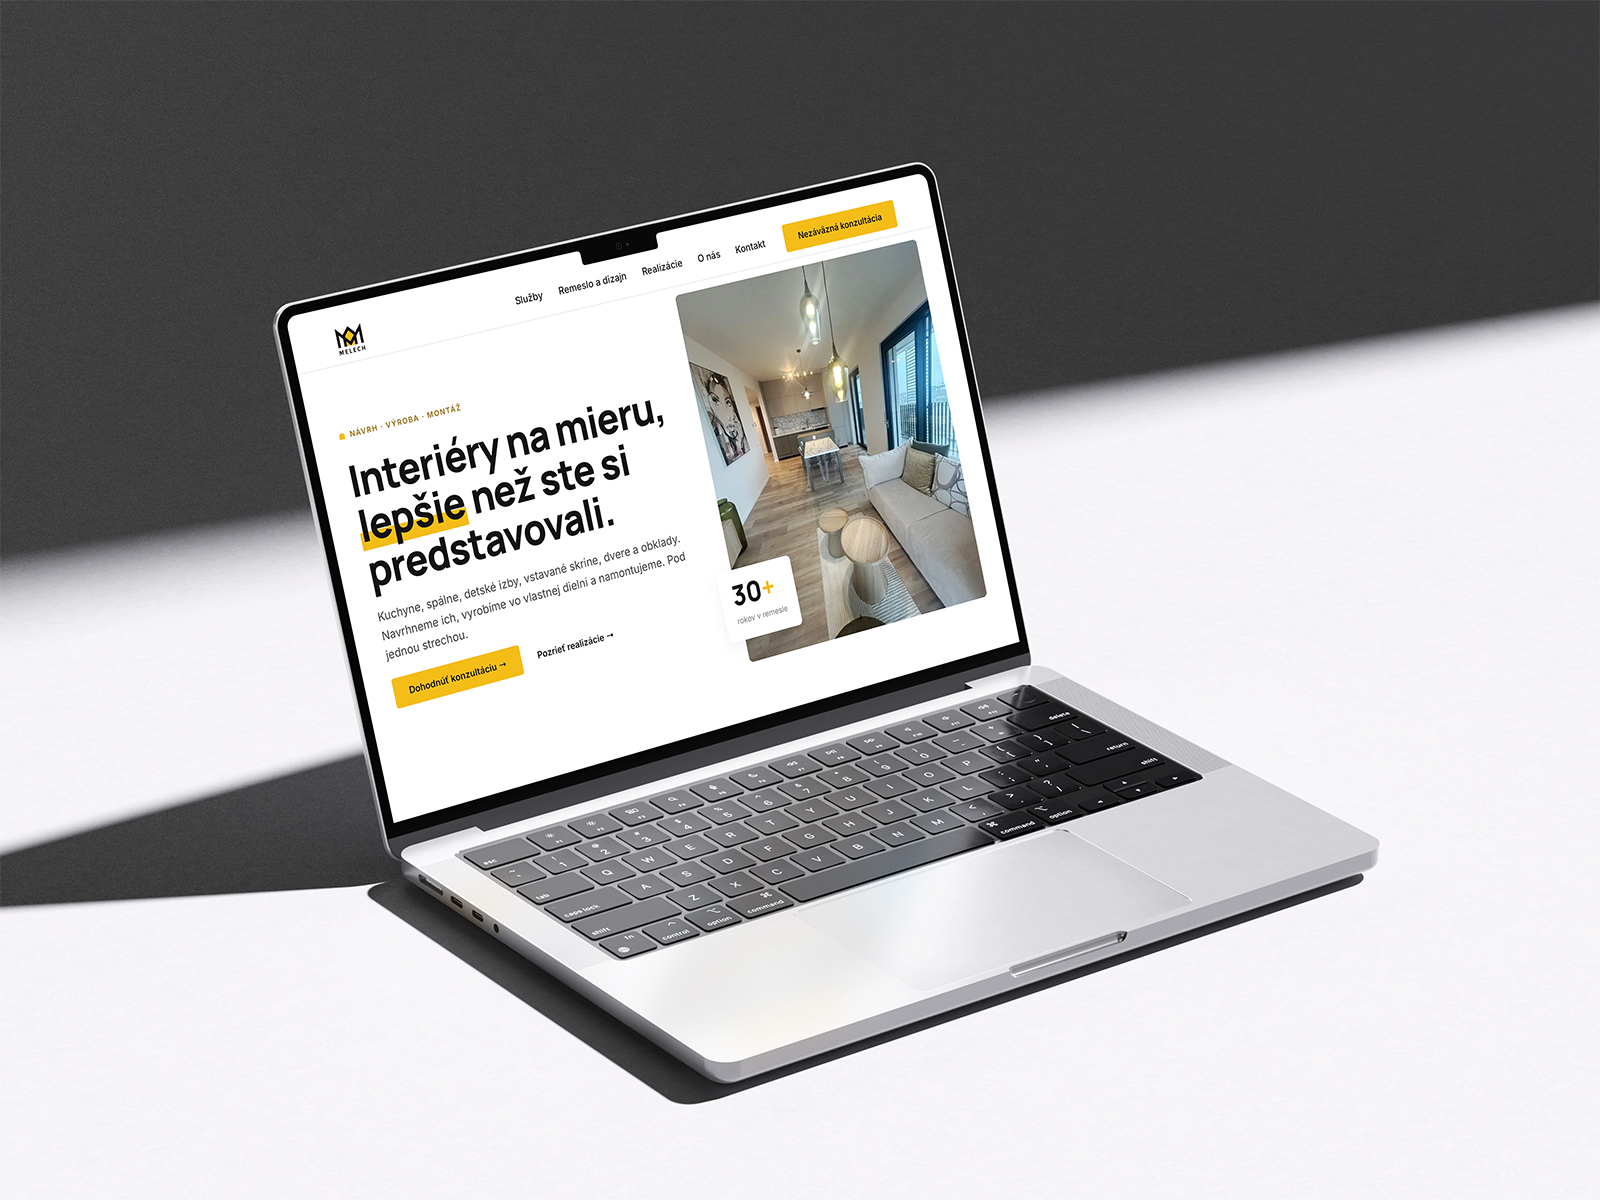 Služby
Remeslo a dizajn
Realizácie
O nás
Kontakt
Nezáväzná konzultácia
MELECH
NÁVRH · VÝROBA · MONTÁŽ
Interiéry na mieru,
lepšie než ste si
predstavovali.
Kuchyne, spálne, detské izby, vstavané skrine, dvere a obklady.
Navrhneme ich, vyrobíme vo vlastnej dielni a namontujeme. Pod
jednou strechou.
Dohodnúť konzultáciu →
Pozrieť realizácie →
30+
rokov v remesle
esc
delete
tab
Q W E R T Y U I O P
return
caps lock
A S D F G H J K L
shift
Z X C V B N M
shift
fn
control
option
command
command
option